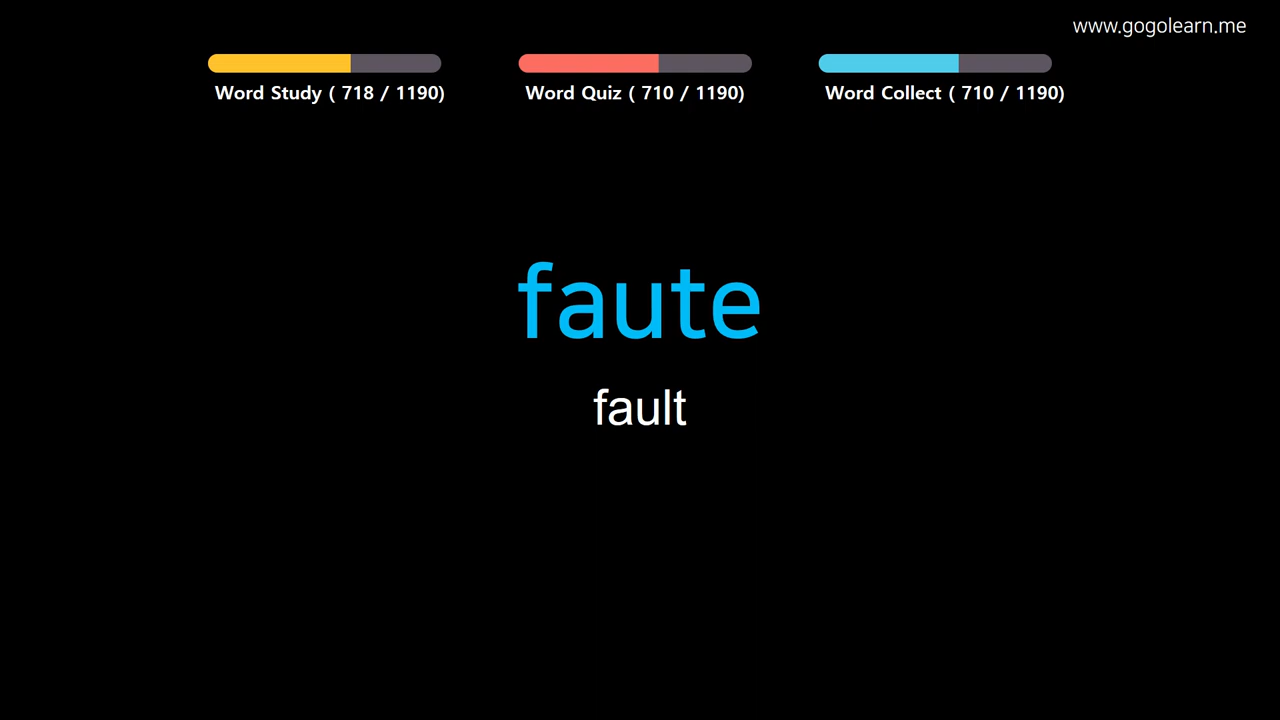 www.gogolearn.me
Word Study ( 718 / 1190)
Word Quiz ( 710 / 1190)
Word Collect ( 710 / 1190)
faute
fault